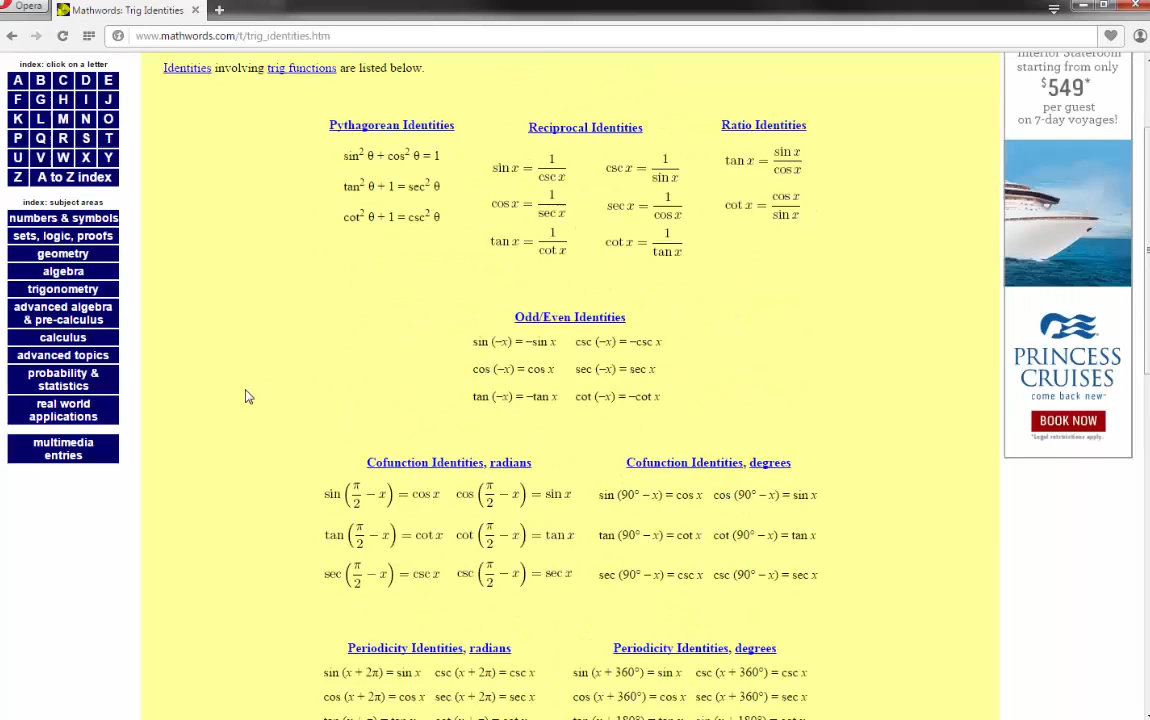 Opera
Mathwords: Trig Identities
www.mathwords.com/t/trig_identities.htm
index: click on a letter
A B C D E
F G H I J
K L M N O
P Q R S T
U V W X Y
Z A to Z index
index: subject areas
numbers & symbols
sets, logic, proofs
geometry
algebra
trigonometry
advanced algebra
& pre-calculus
calculus
advanced topics
probability &
statistics
real world
applications
multimedia
entries
Identities involving trig functions are listed below.
Pythagorean Identities
sin² θ + cos² θ = 1
tan² θ + 1 = sec² θ
cot² θ + 1 = csc² θ
Reciprocal Identities
sin x = 1/csc x csc x = 1/sin x
cos x = 1/sec x sec x = 1/cos x
tan x = 1/cot x cot x = 1/tan x
Ratio Identities
tan x = sin x/cos x
cot x = cos x/sin x
Odd/Even Identities
sin (–x) = –sin x csc (–x) = –csc x
cos (–x) = cos x sec (–x) = sec x
tan (–x) = –tan x cot (–x) = –cot x
Cofunction Identities, radians
sin (π/2 − x) = cos x cos (π/2 − x) = sin x
tan (π/2 − x) = cot x cot (π/2 − x) = tan x
sec (π/2 − x) = csc x csc (π/2 − x) = sec x
Cofunction Identities, degrees
sin (90° – x) = cos x cos (90° – x) = sin x
tan (90° – x) = cot x cot (90° – x) = tan x
sec (90° – x) = csc x csc (90° – x) = sec x
Periodicity Identities, radians
sin (x + 2π) = sin x csc (x + 2π) = csc x
cos (x + 2π) = cos x sec (x + 2π) = sec x
Periodicity Identities, degrees
sin (x + 360°) = sin x csc (x + 360°) = csc x
cos (x + 360°) = cos x sec (x + 360°) = sec x
Interior Stateroom
starting from only
$549*
per guest
on 7-day voyages!
PRINCESS
CRUISES
come back new
BOOK NOW
*Legal restrictions apply.